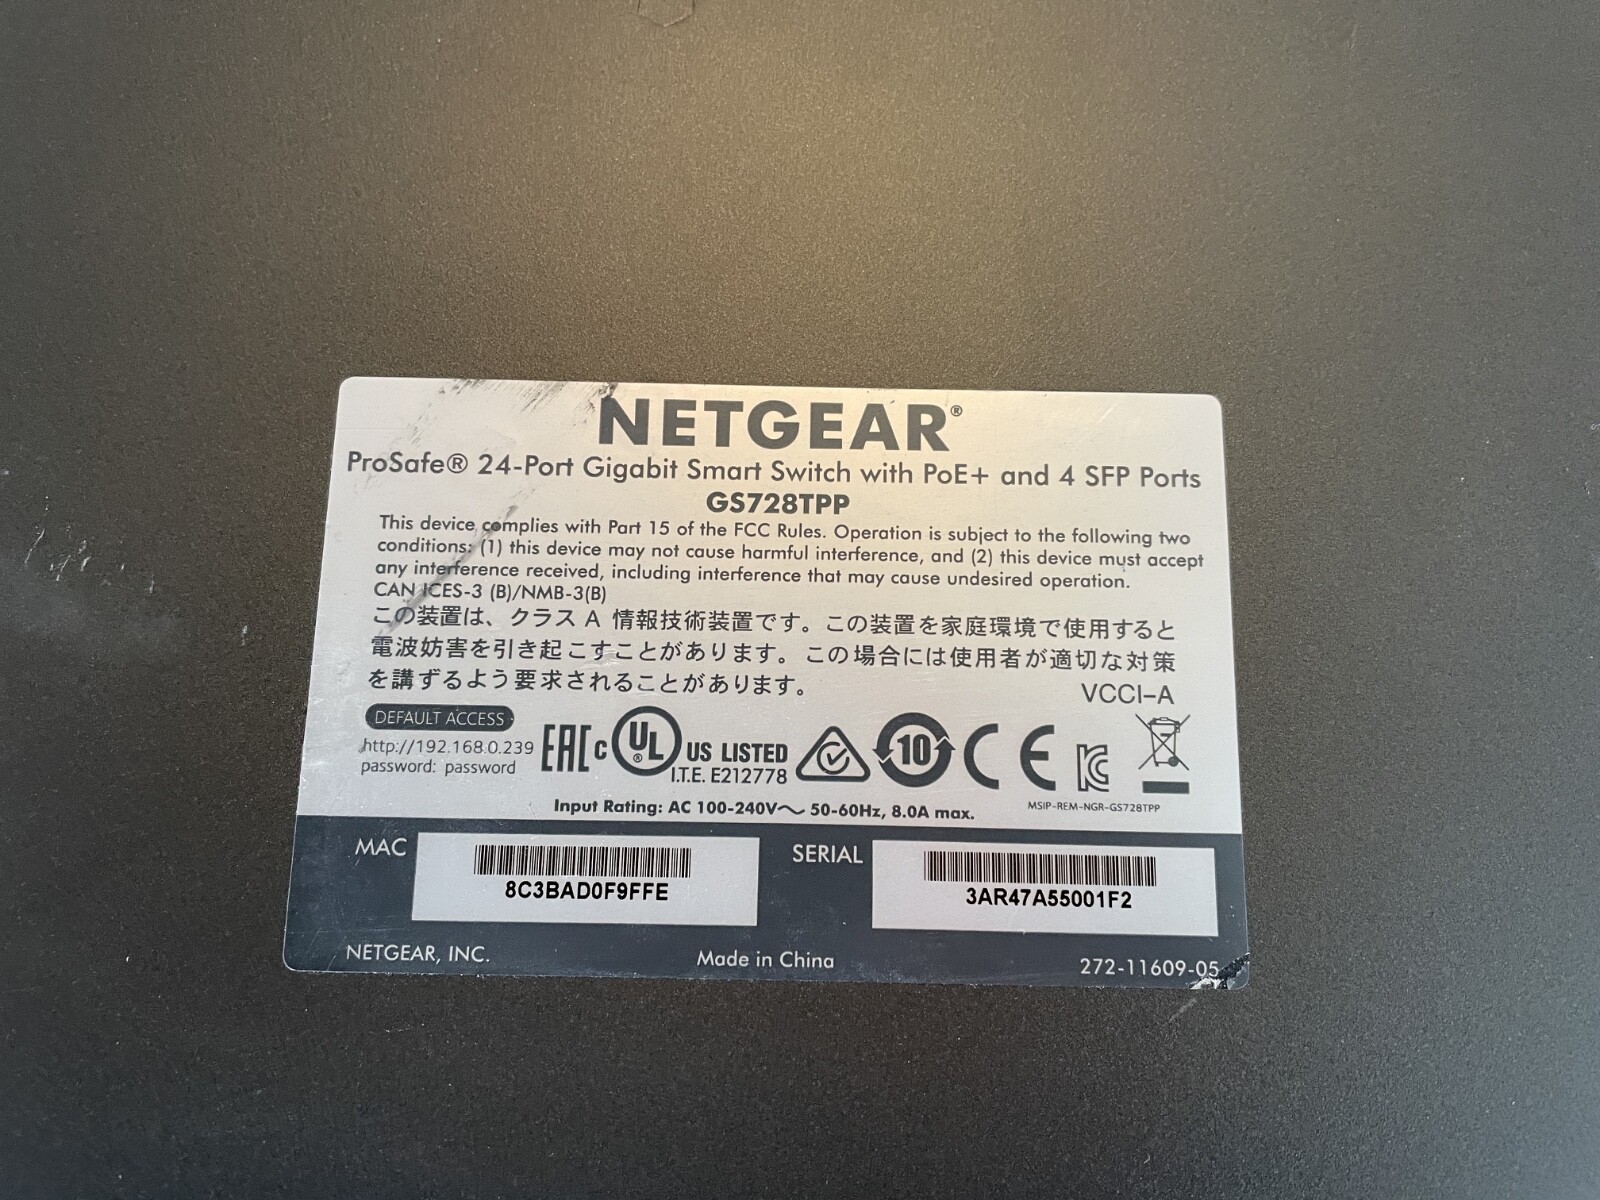 NETGEAR®
ProSafe® 24-Port Gigabit Smart Switch with PoE+ and 4 SFP Ports
GS728TPP
This device complies with Part 15 of the FCC Rules. Operation is subject to the following two
conditions: (1) this device may not cause harmful interference, and (2) this device must accept
any interference received, including interference that may cause undesired operation.
CAN ICES-3 (B)/NMB-3(B)
この装置は、クラス A 情報技術装置です。この装置を家庭環境で使用すると
電波妨害を引き起こすことがあります。この場合には使用者が適切な対策
を講ずるよう要求されることがあります。
VCCI-A
DEFAULT ACCESS
http://192.168.0.239
password: password
EAC
c UL ® US LISTED
I.T.E. E212778
10
CE
KC
MSIP-REM-NGR-GS728TPP
Input Rating: AC 100-240V～ 50-60Hz, 8.0A max.
MAC
8C3BAD0F9FFE
SERIAL
3AR47A55001F2
NETGEAR, INC.
Made in China
272-11609-05